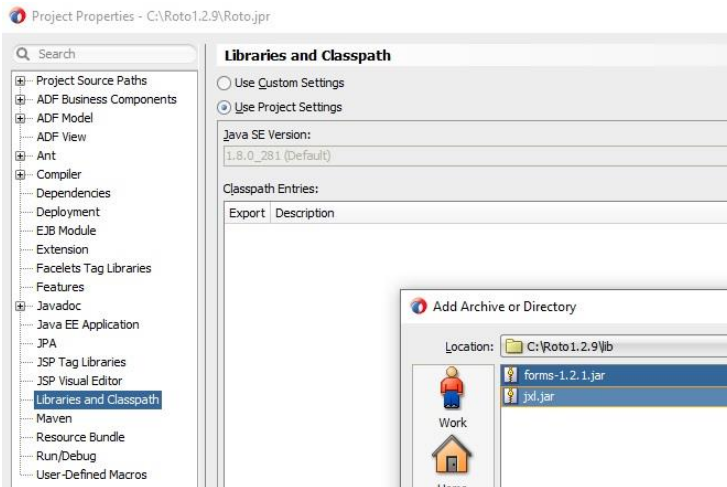 Project Properties - C:\Roto1.2.9\Roto.jpr
Search
Project Source Paths
ADF Business Components
ADF Model
ADF View
Ant
Compiler
Dependencies
Deployment
EJB Module
Extension
Facelets Tag Libraries
Features
Javadoc
Java EE Application
JPA
JSP Tag Libraries
JSP Visual Editor
Libraries and Classpath
Maven
Resource Bundle
Run/Debug
User-Defined Macros
Libraries and Classpath
Use Custom Settings
Use Project Settings
Java SE Version:
1.8.0_281 (Default)
Classpath Entries:
Export Description
Add Archive or Directory
Location: C:\Roto1.2.9\lib
forms-1.2.1.jar
jxl.jar
Work